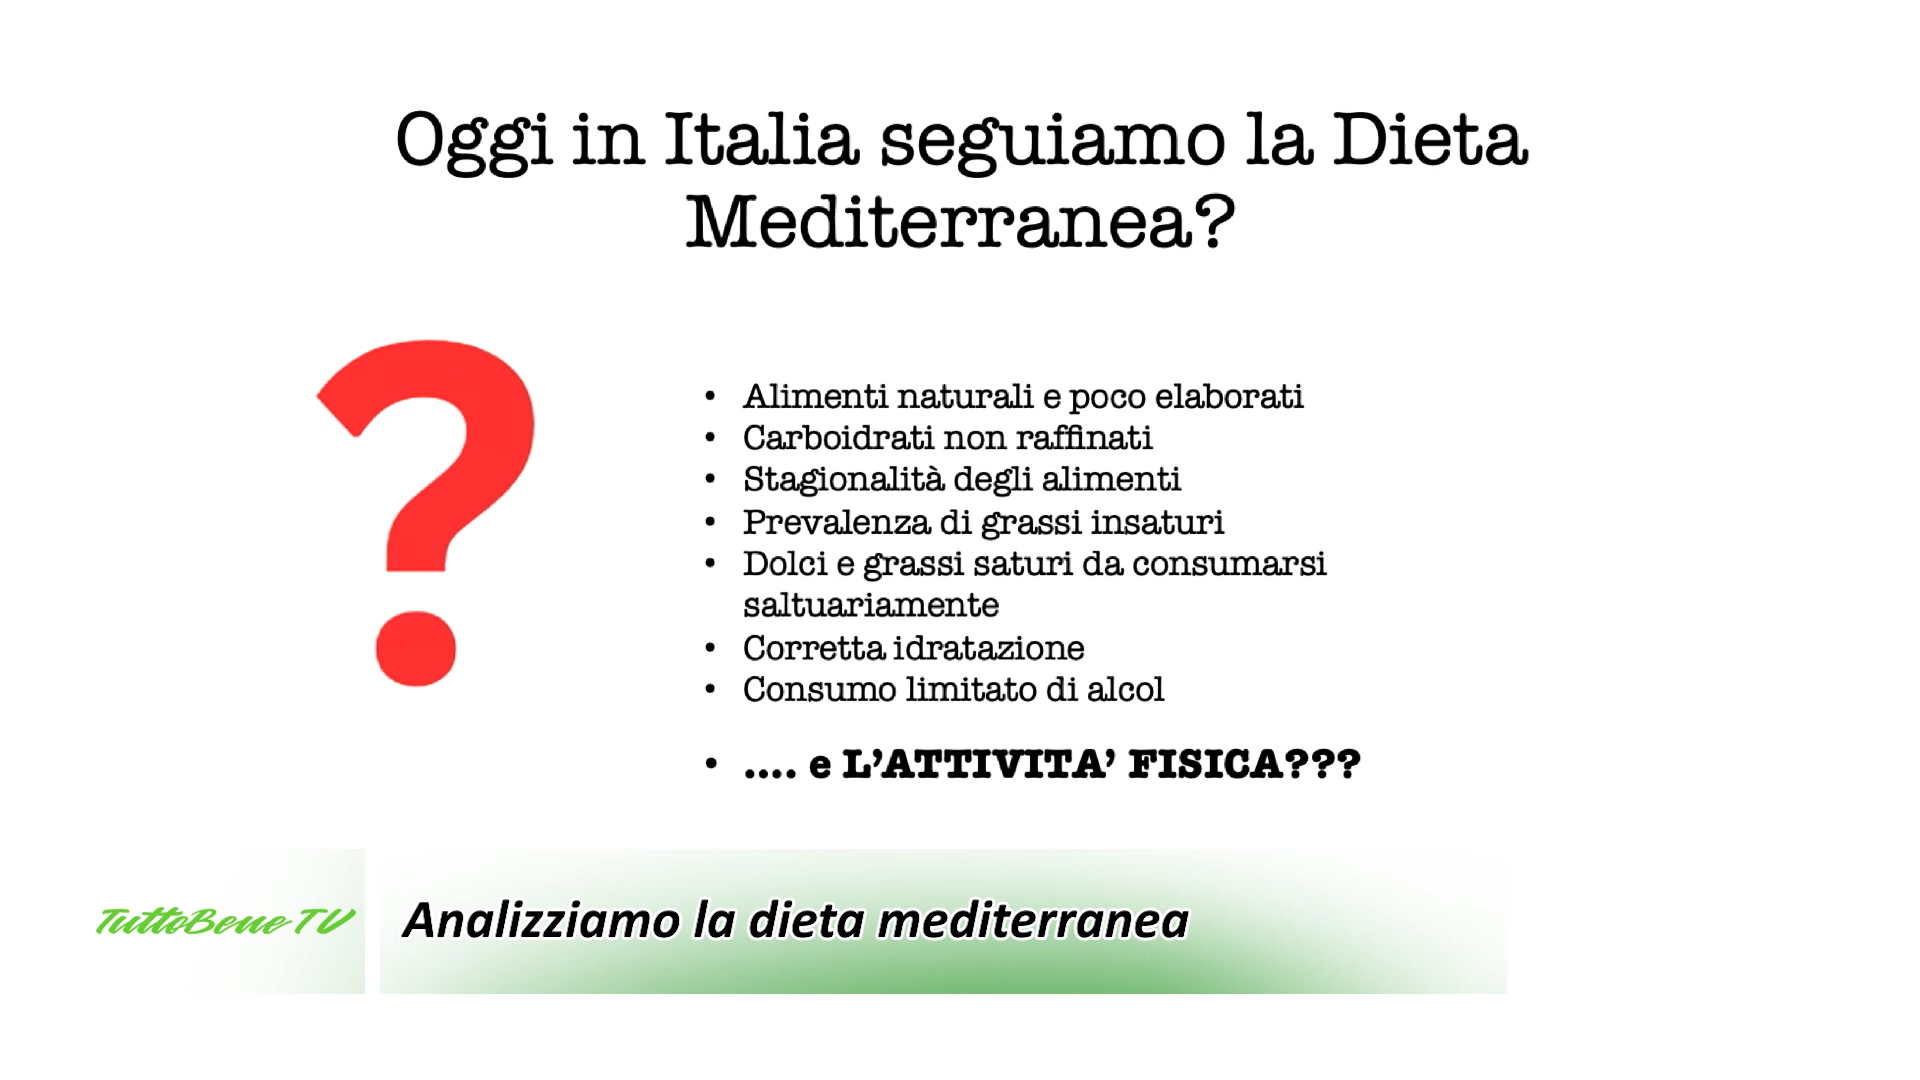 Oggi in Italia seguiamo la Dieta
Mediterranea?
?
• Alimenti naturali e poco elaborati
• Carboidrati non raffinati
• Stagionalità degli alimenti
• Prevalenza di grassi insaturi
• Dolci e grassi saturi da consumarsi
saltuariamente
• Corretta idratazione
• Consumo limitato di alcol
• .... e L’ATTIVITA’ FISICA???
TuttoBene TV
Analizziamo la dieta mediterranea